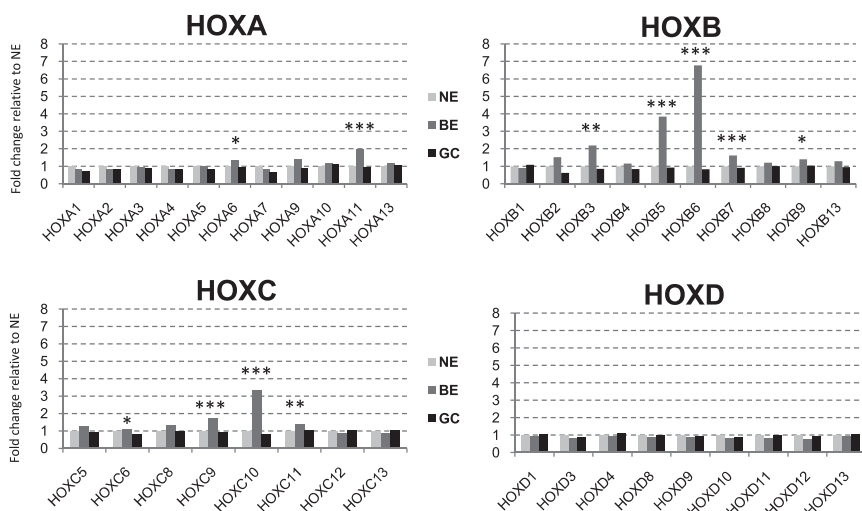 HOXA
Fold change relative to NE
8
7
6
5
4
3
2
1
0
*
***
HOXA1
HOXA2
HOXA3
HOXA4
HOXA5
HOXA6
HOXA7
HOXA9
HOXA10
HOXA11
HOXA13
NE
BE
GC
HOXB
8
7
6
5
4
3
2
1
0
**
***
***
***
*
HOXB1
HOXB2
HOXB3
HOXB4
HOXB5
HOXB6
HOXB7
HOXB8
HOXB9
HOXB13
HOXC
Fold change relative to NE
8
7
6
5
4
3
2
1
0
*
***
***
**
HOXC5
HOXC6
HOXC8
HOXC9
HOXC10
HOXC11
HOXC12
HOXC13
NE
BE
GC
HOXD
8
7
6
5
4
3
2
1
0
HOXD1
HOXD3
HOXD4
HOXD8
HOXD9
HOXD10
HOXD11
HOXD12
HOXD13